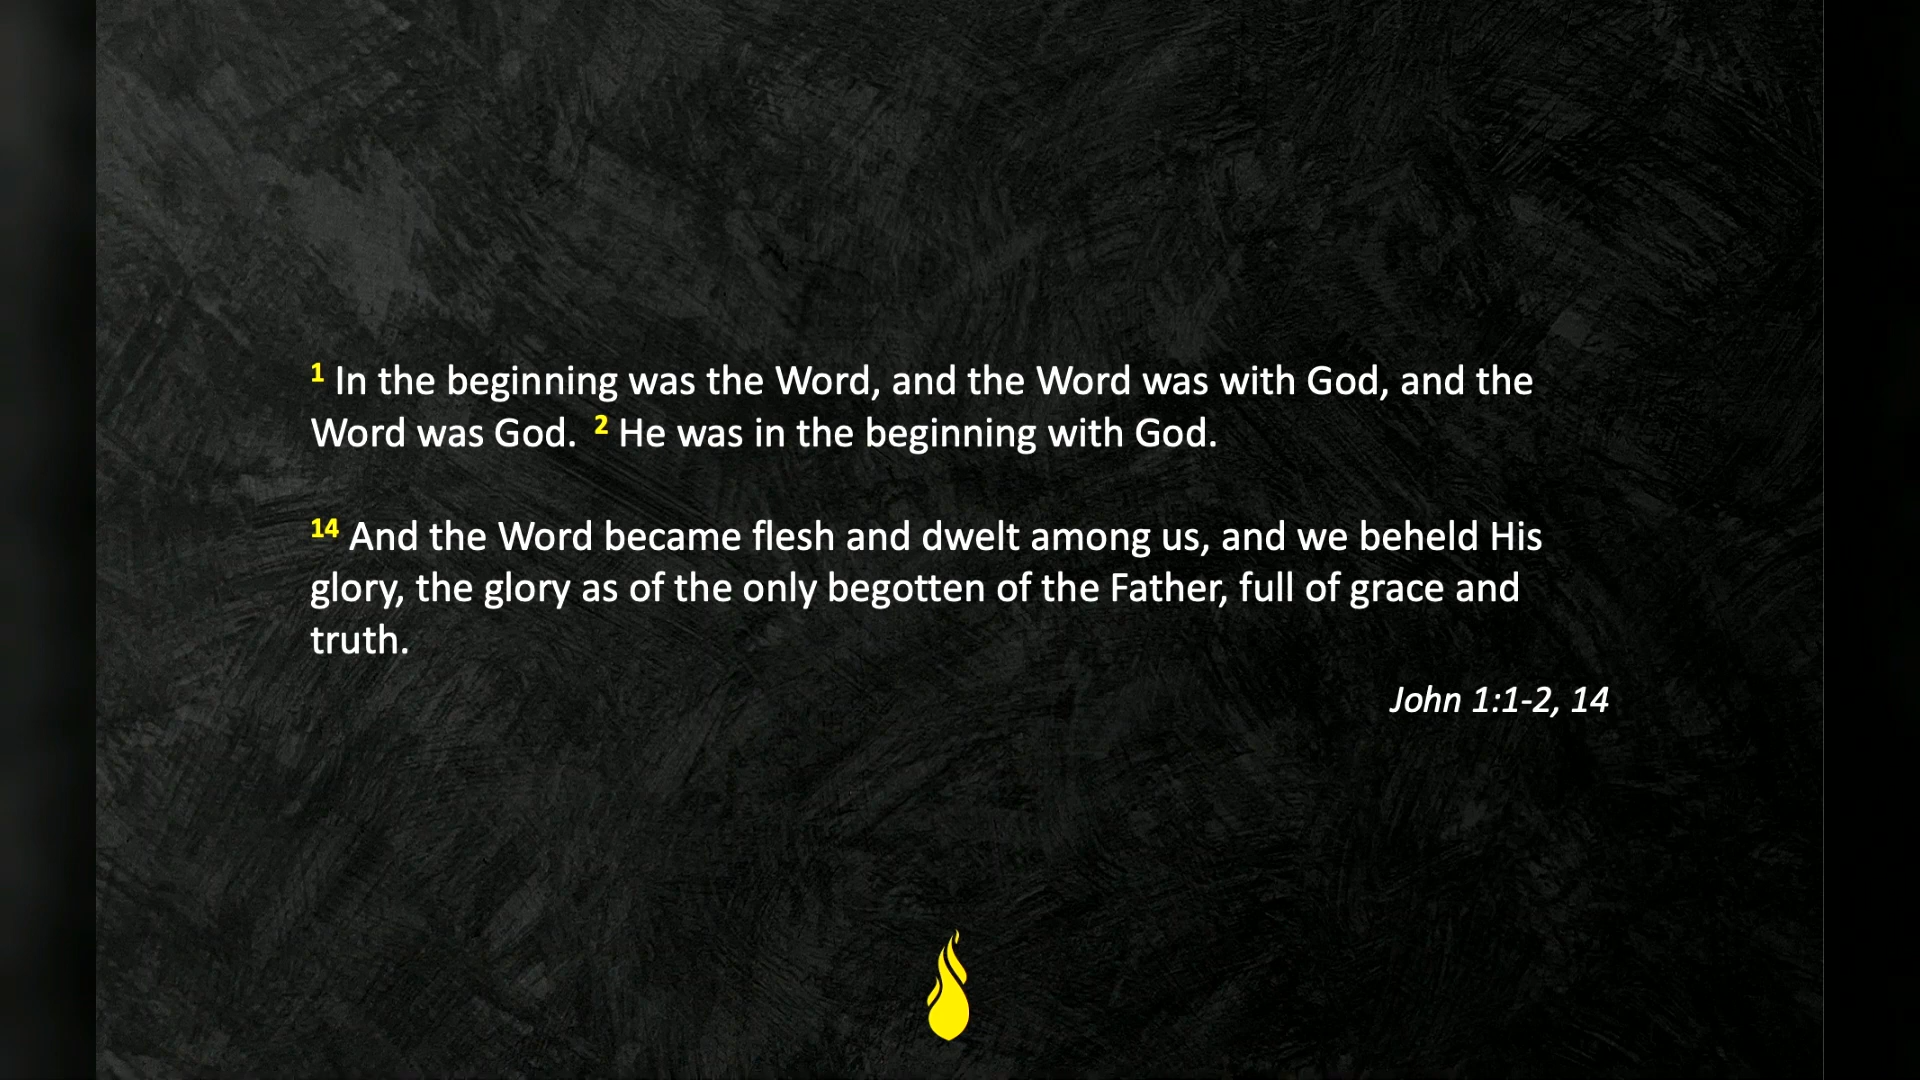 1 In the beginning was the Word, and the Word was with God, and the
Word was God. 2 He was in the beginning with God.
14 And the Word became flesh and dwelt among us, and we beheld His
glory, the glory as of the only begotten of the Father, full of grace and
truth.
John 1:1-2, 14